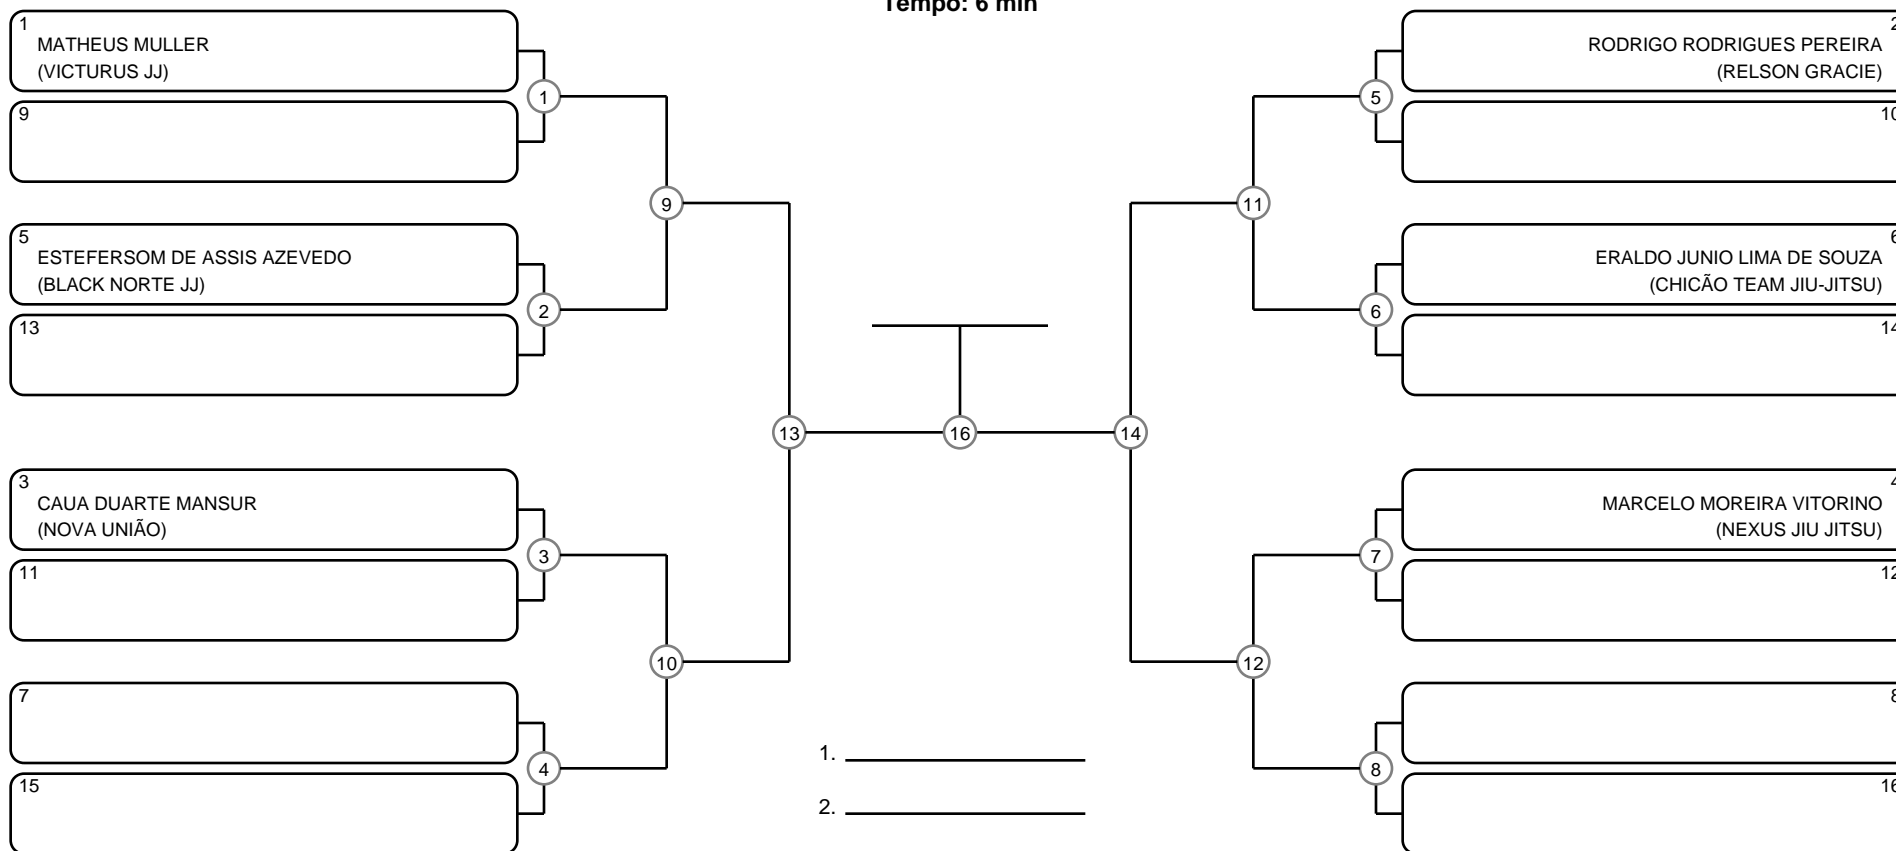 Tempo: 6 min
1
MATHEUS MULLER
(VICTURUS JJ)
9
1
5
ESTEFERSOM DE ASSIS AZEVEDO
(BLACK NORTE JJ)
13
2
9
3
CAUA DUARTE MANSUR
(NOVA UNIÃO)
11
3
7
15
4
10
13
16
14
1.
2.
2
RODRIGO RODRIGUES PEREIRA
(RELSON GRACIE)
10
5
11
6
ERALDO JUNIO LIMA DE SOUZA
(CHICÃO TEAM JIU-JITSU)
14
6
4
MARCELO MOREIRA VITORINO
(NEXUS JIU JITSU)
12
7
12
8
16
8